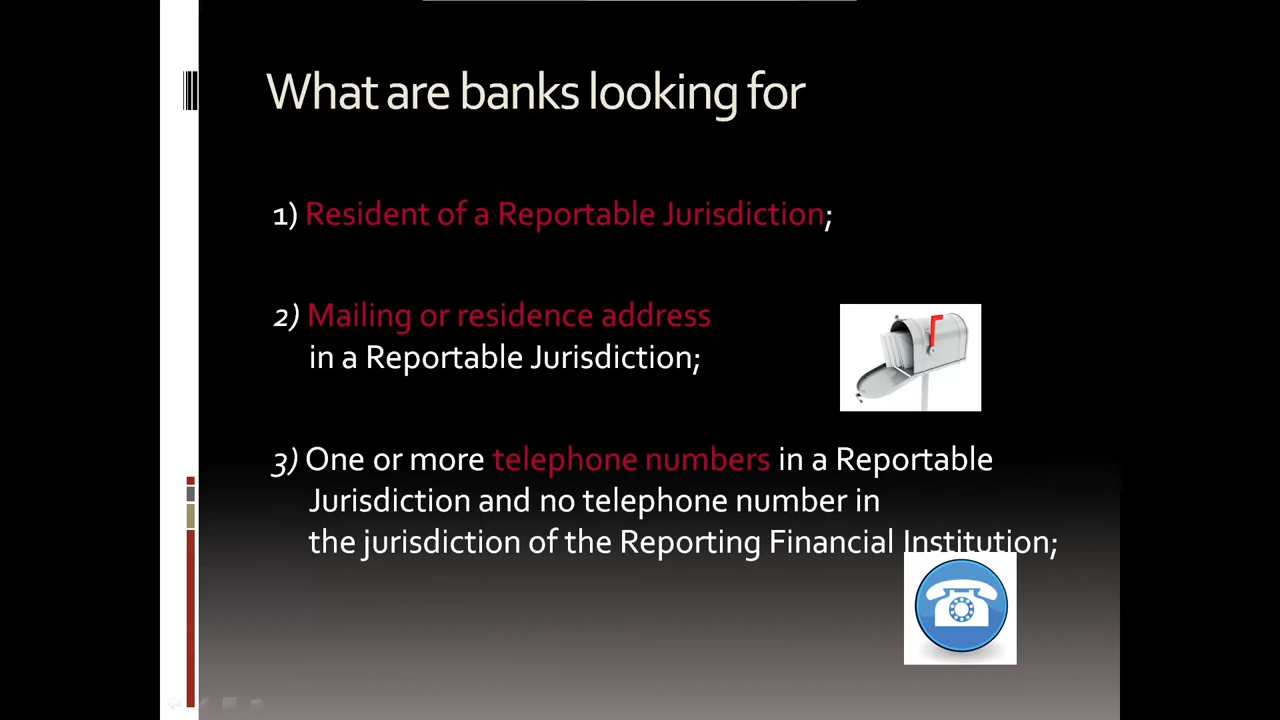 What are banks looking for
1) Resident of a Reportable Jurisdiction;
2) Mailing or residence address
in a Reportable Jurisdiction;
3) One or more telephone numbers in a Reportable
Jurisdiction and no telephone number in
the jurisdiction of the Reporting Financial Institution;